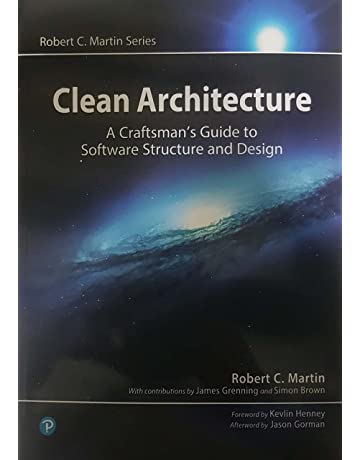 Robert C. Martin Series
Clean Architecture
A Craftsman's Guide to
Software Structure and Design
Robert C. Martin
With contributions by James Grenning and Simon Brown
Foreword by Kevlin Henney
Afterword by Jason Gorman
P